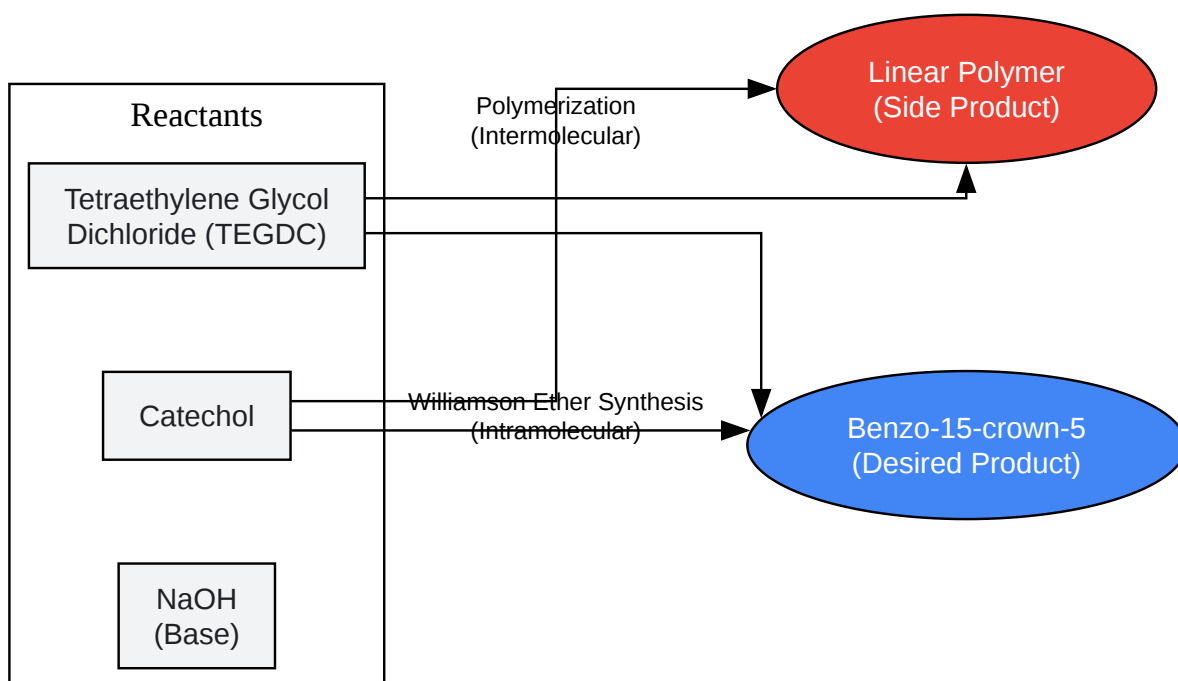 Reactants
Tetraethylene Glycol
Dichloride (TEGDC)
Catechol
NaOH
(Base)
Polymerization
(Intermolecular)
Williamson Ether Synthesis
(Intramolecular)
Linear Polymer
(Side Product)
Benzo-15-crown-5
(Desired Product)